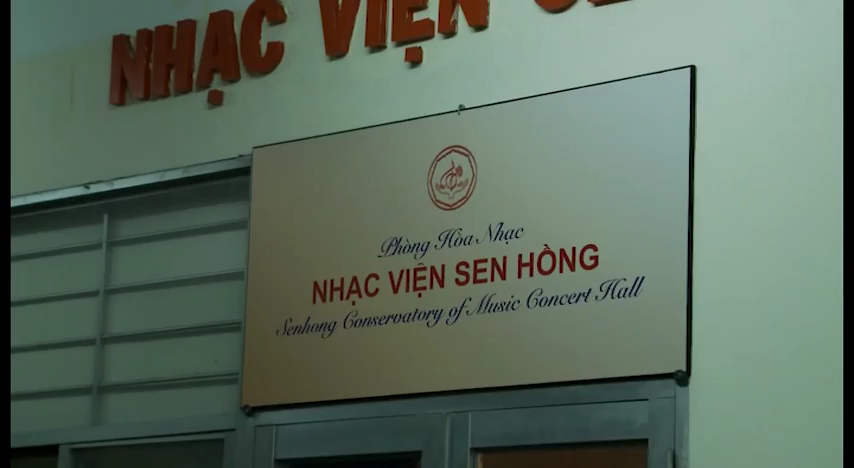 NHẠC VIỆN
Phòng Hòa Nhạc
NHẠC VIỆN SEN HỒNG
Senhong Conservatory of Music Concert Hall